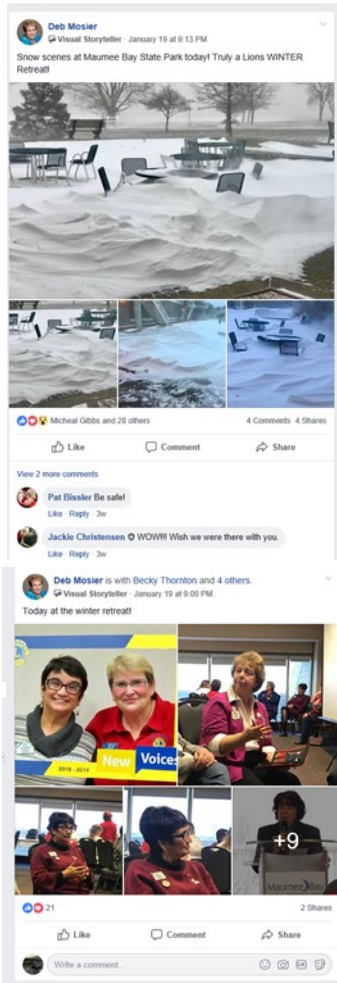 Deb Mosier
Visual Storyteller · January 19 at 9:13 PM
Snow scenes at Maumee Bay State Park today! Truly a Lions WINTER
Retreat!
Micheal Gibbs and 28 others
4 Comments 4 Shares
Like Comment Share
View 2 more comments
Pat Bissler Be safe!
Like · Reply · 3w
Jackie Christensen WOW!!! Wish we were there with you.
Like · Reply · 3w
Deb Mosier is with Becky Thornton and 4 others.
Visual Storyteller · January 19 at 9:00 PM
Today at the winter retreat!
2018 - 2019
New Voices
+9
Maumee Bay
21
2 Shares
Like Comment Share
Write a comment...
GIF